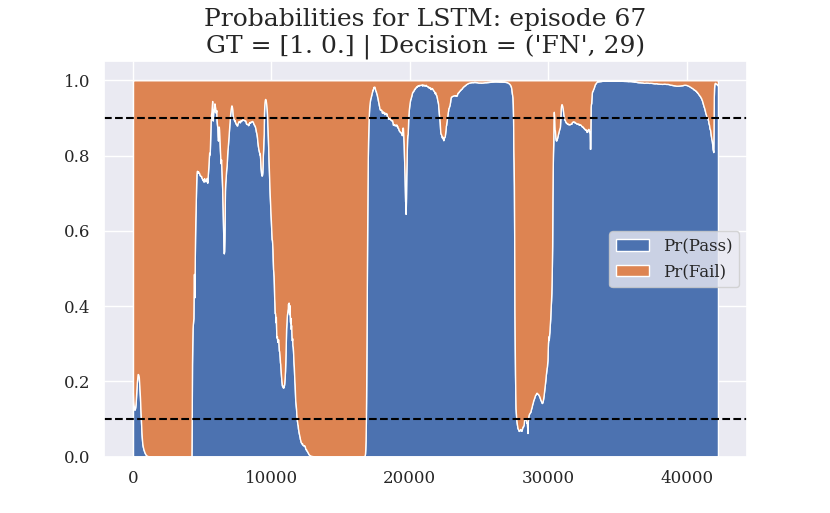 Probabilities for LSTM: episode 67
GT = [1. 0.] | Decision = ('FN', 29)
1.0
0.8
0.6
0.4
0.2
0.0
Pr(Pass)
Pr(Fail)
0
10000
20000
30000
40000